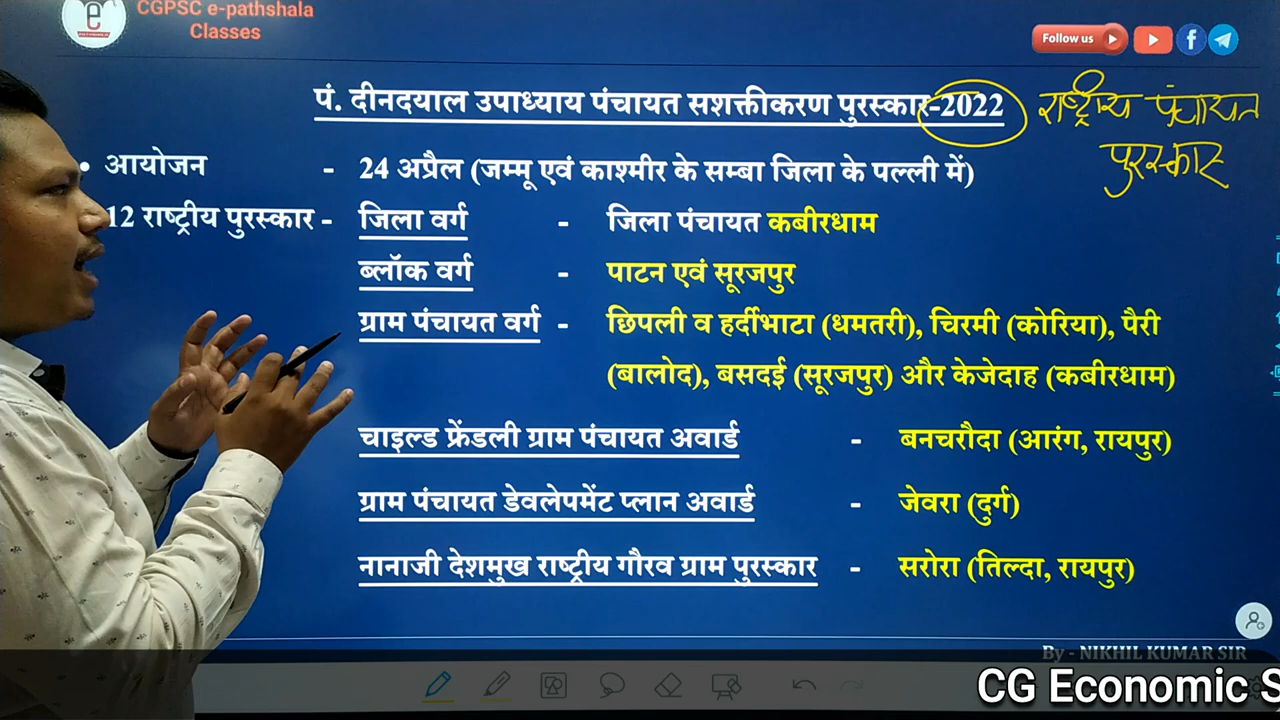 CGPSC e-pathshala
Classes
Follow us
पं. दीनदयाल उपाध्याय पंचायत सशक्तीकरण पुरस्कार-2022
राष्ट्रीय पंचायत
पुरस्कार
• आयोजन - 24 अप्रैल (जम्मू एवं काश्मीर के सम्बा जिला के पल्ली में)
12 राष्ट्रीय पुरस्कार - जिला वर्ग - जिला पंचायत कबीरधाम
ब्लॉक वर्ग - पाटन एवं सूरजपुर
ग्राम पंचायत वर्ग - छिपली व हर्दीभाटा (धमतरी), चिरमी (कोरिया), पैरी
(बालोद), बसदई (सूरजपुर) और केजेदाह (कबीरधाम)
चाइल्ड फ्रेंडली ग्राम पंचायत अवार्ड - बनचरौदा (आरंग, रायपुर)
ग्राम पंचायत डेवलेपमेंट प्लान अवार्ड - जेवरा (दुर्ग)
नानाजी देशमुख राष्ट्रीय गौरव ग्राम पुरस्कार - सरोरा (तिल्दा, रायपुर)
By - NIKHIL KUMAR SIR
CG Economic S